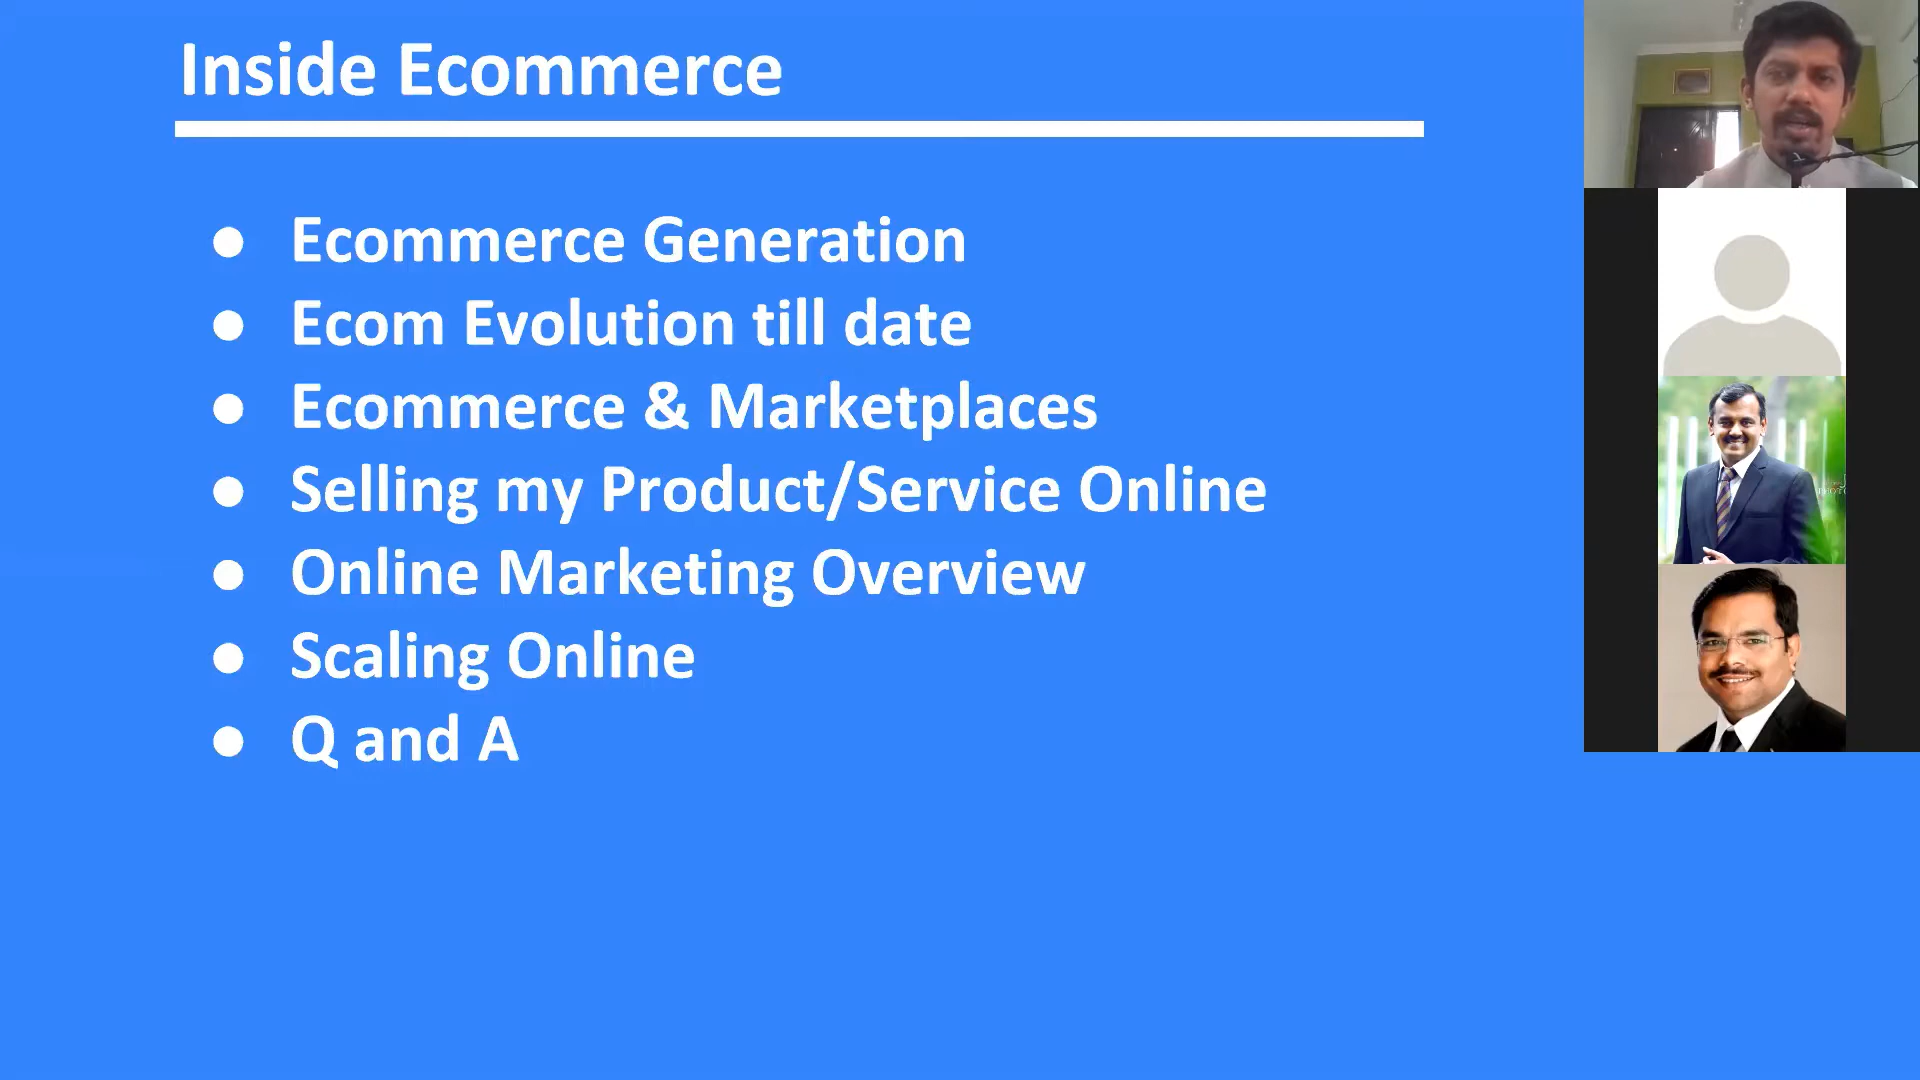 Inside Ecommerce
● Ecommerce Generation
● Ecom Evolution till date
● Ecommerce & Marketplaces
● Selling my Product/Service Online
● Online Marketing Overview
● Scaling Online
● Q and A